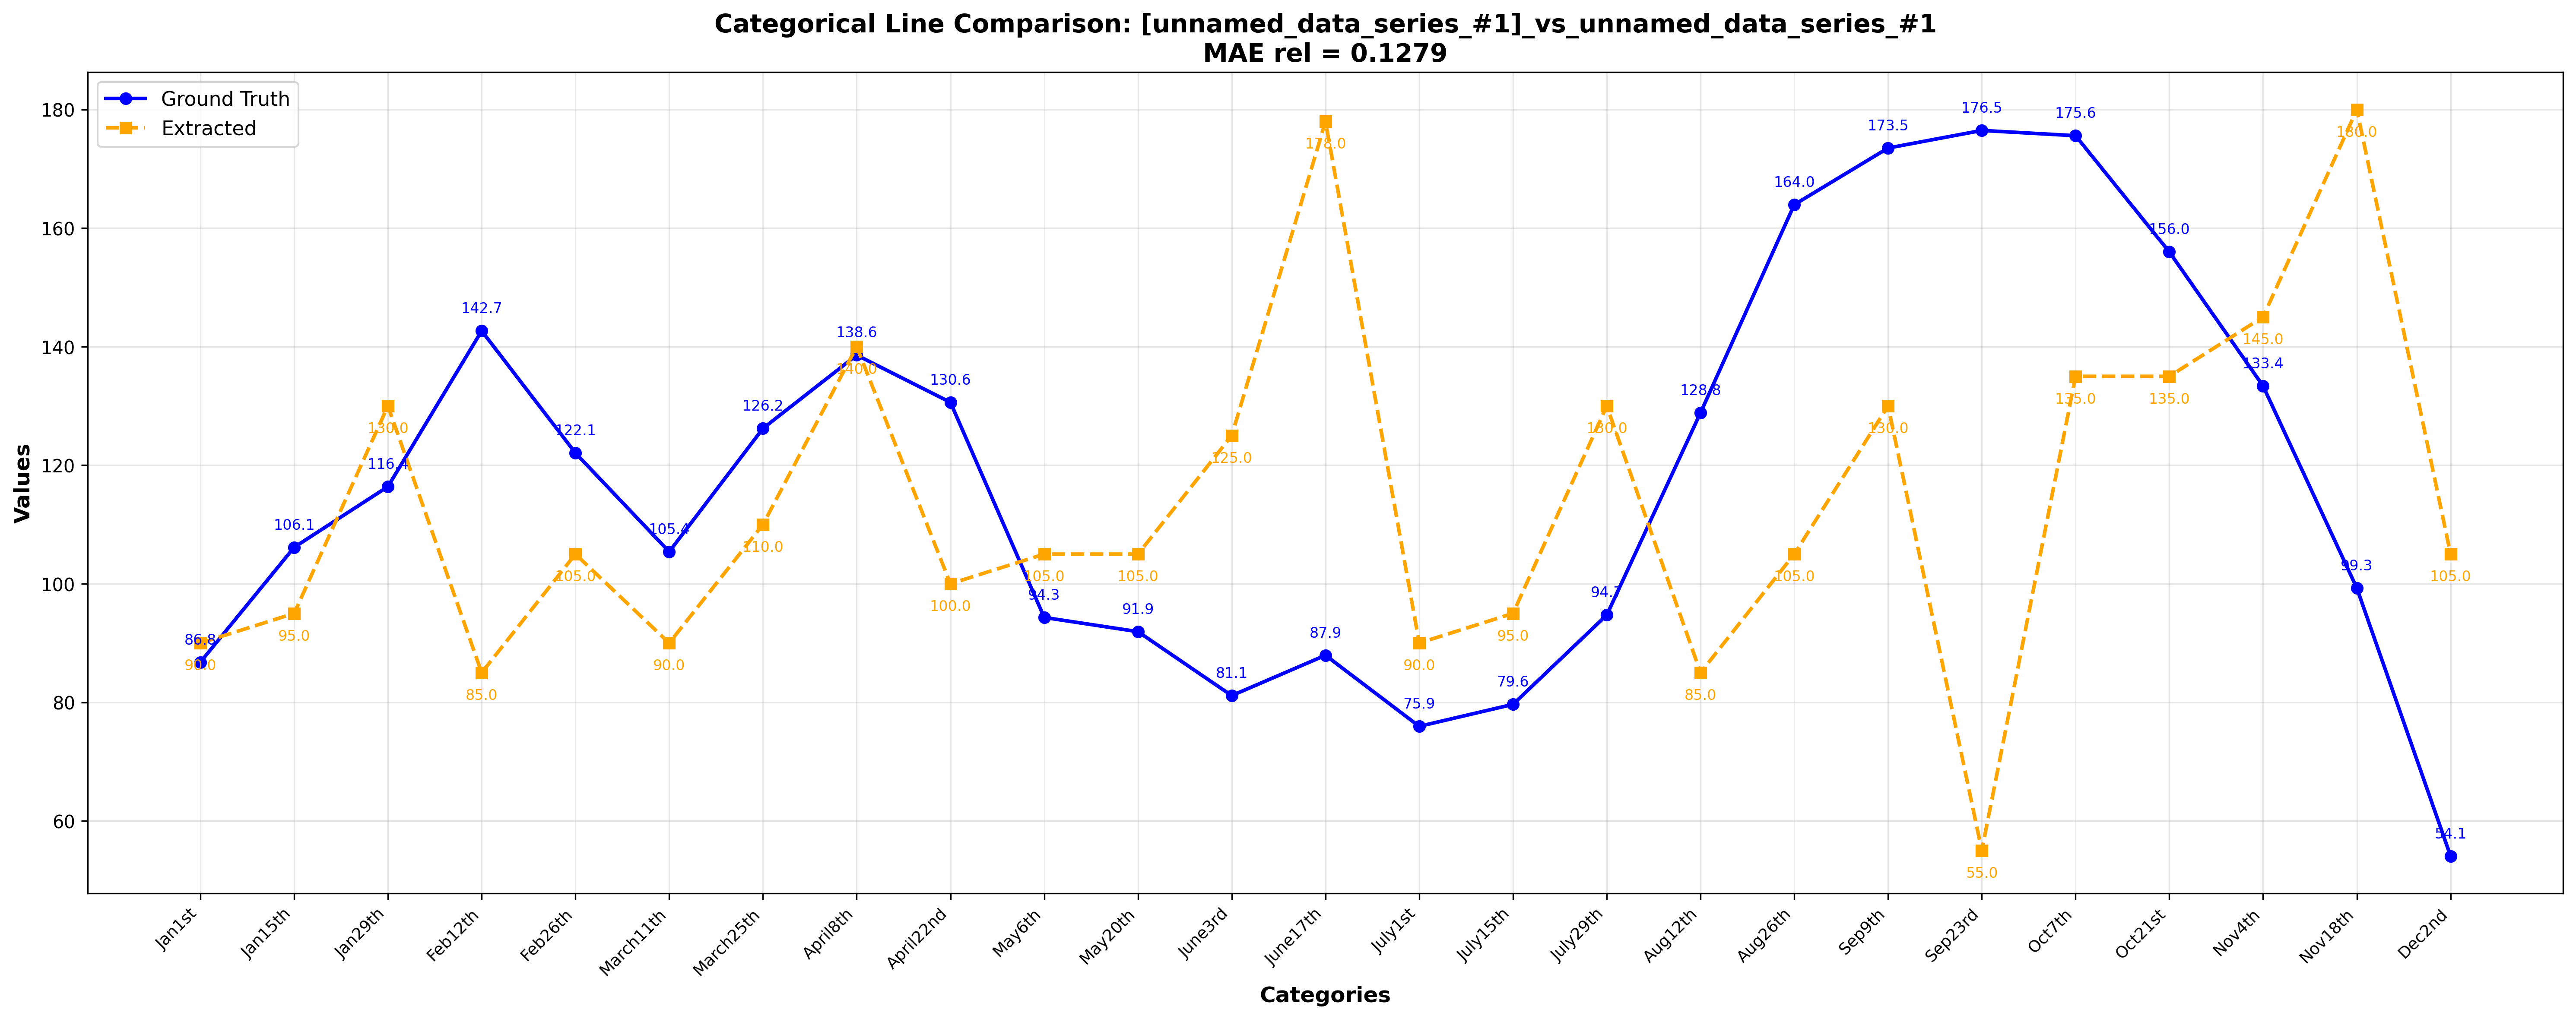 Categorical Line Comparison: [unnamed_data_series_#1]_vs_unnamed_data_series_#1
MAE rel = 0.1279
Ground Truth
Extracted
Values
180
160
140
120
100
80
60
86.8
106.1
116.4
142.7
122.1
105.4
126.2
138.6
130.6
94.3
91.9
81.1
87.9
75.9
79.6
94.7
128.8
164.0
173.5
176.5
175.6
156.0
133.4
99.3
54.1
90.0
95.0
130.0
85.0
105.0
90.0
110.0
140.0
100.0
105.0
105.0
125.0
178.0
90.0
95.0
130.0
85.0
105.0
130.0
55.0
135.0
135.0
145.0
180.0
105.0
Jan1st
Jan15th
Jan29th
Feb12th
Feb26th
March11th
March25th
April8th
April22nd
May6th
May20th
June3rd
June17th
July1st
July15th
July29th
Aug12th
Aug26th
Sep9th
Sep23rd
Oct7th
Oct21st
Nov4th
Nov18th
Dec2nd
Categories